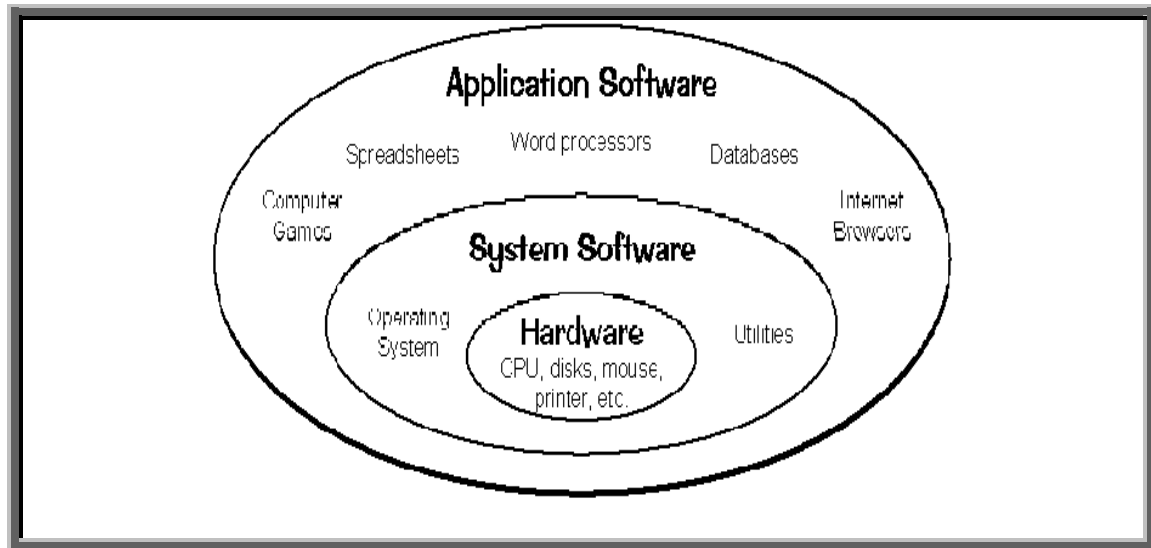 Application Software
Spreadsheets
Word processors
Databases
Computer
Games
Internet
Browsers
System Software
Operating
System
Utilities
Hardware
CPU, disks, mouse,
printer, etc.